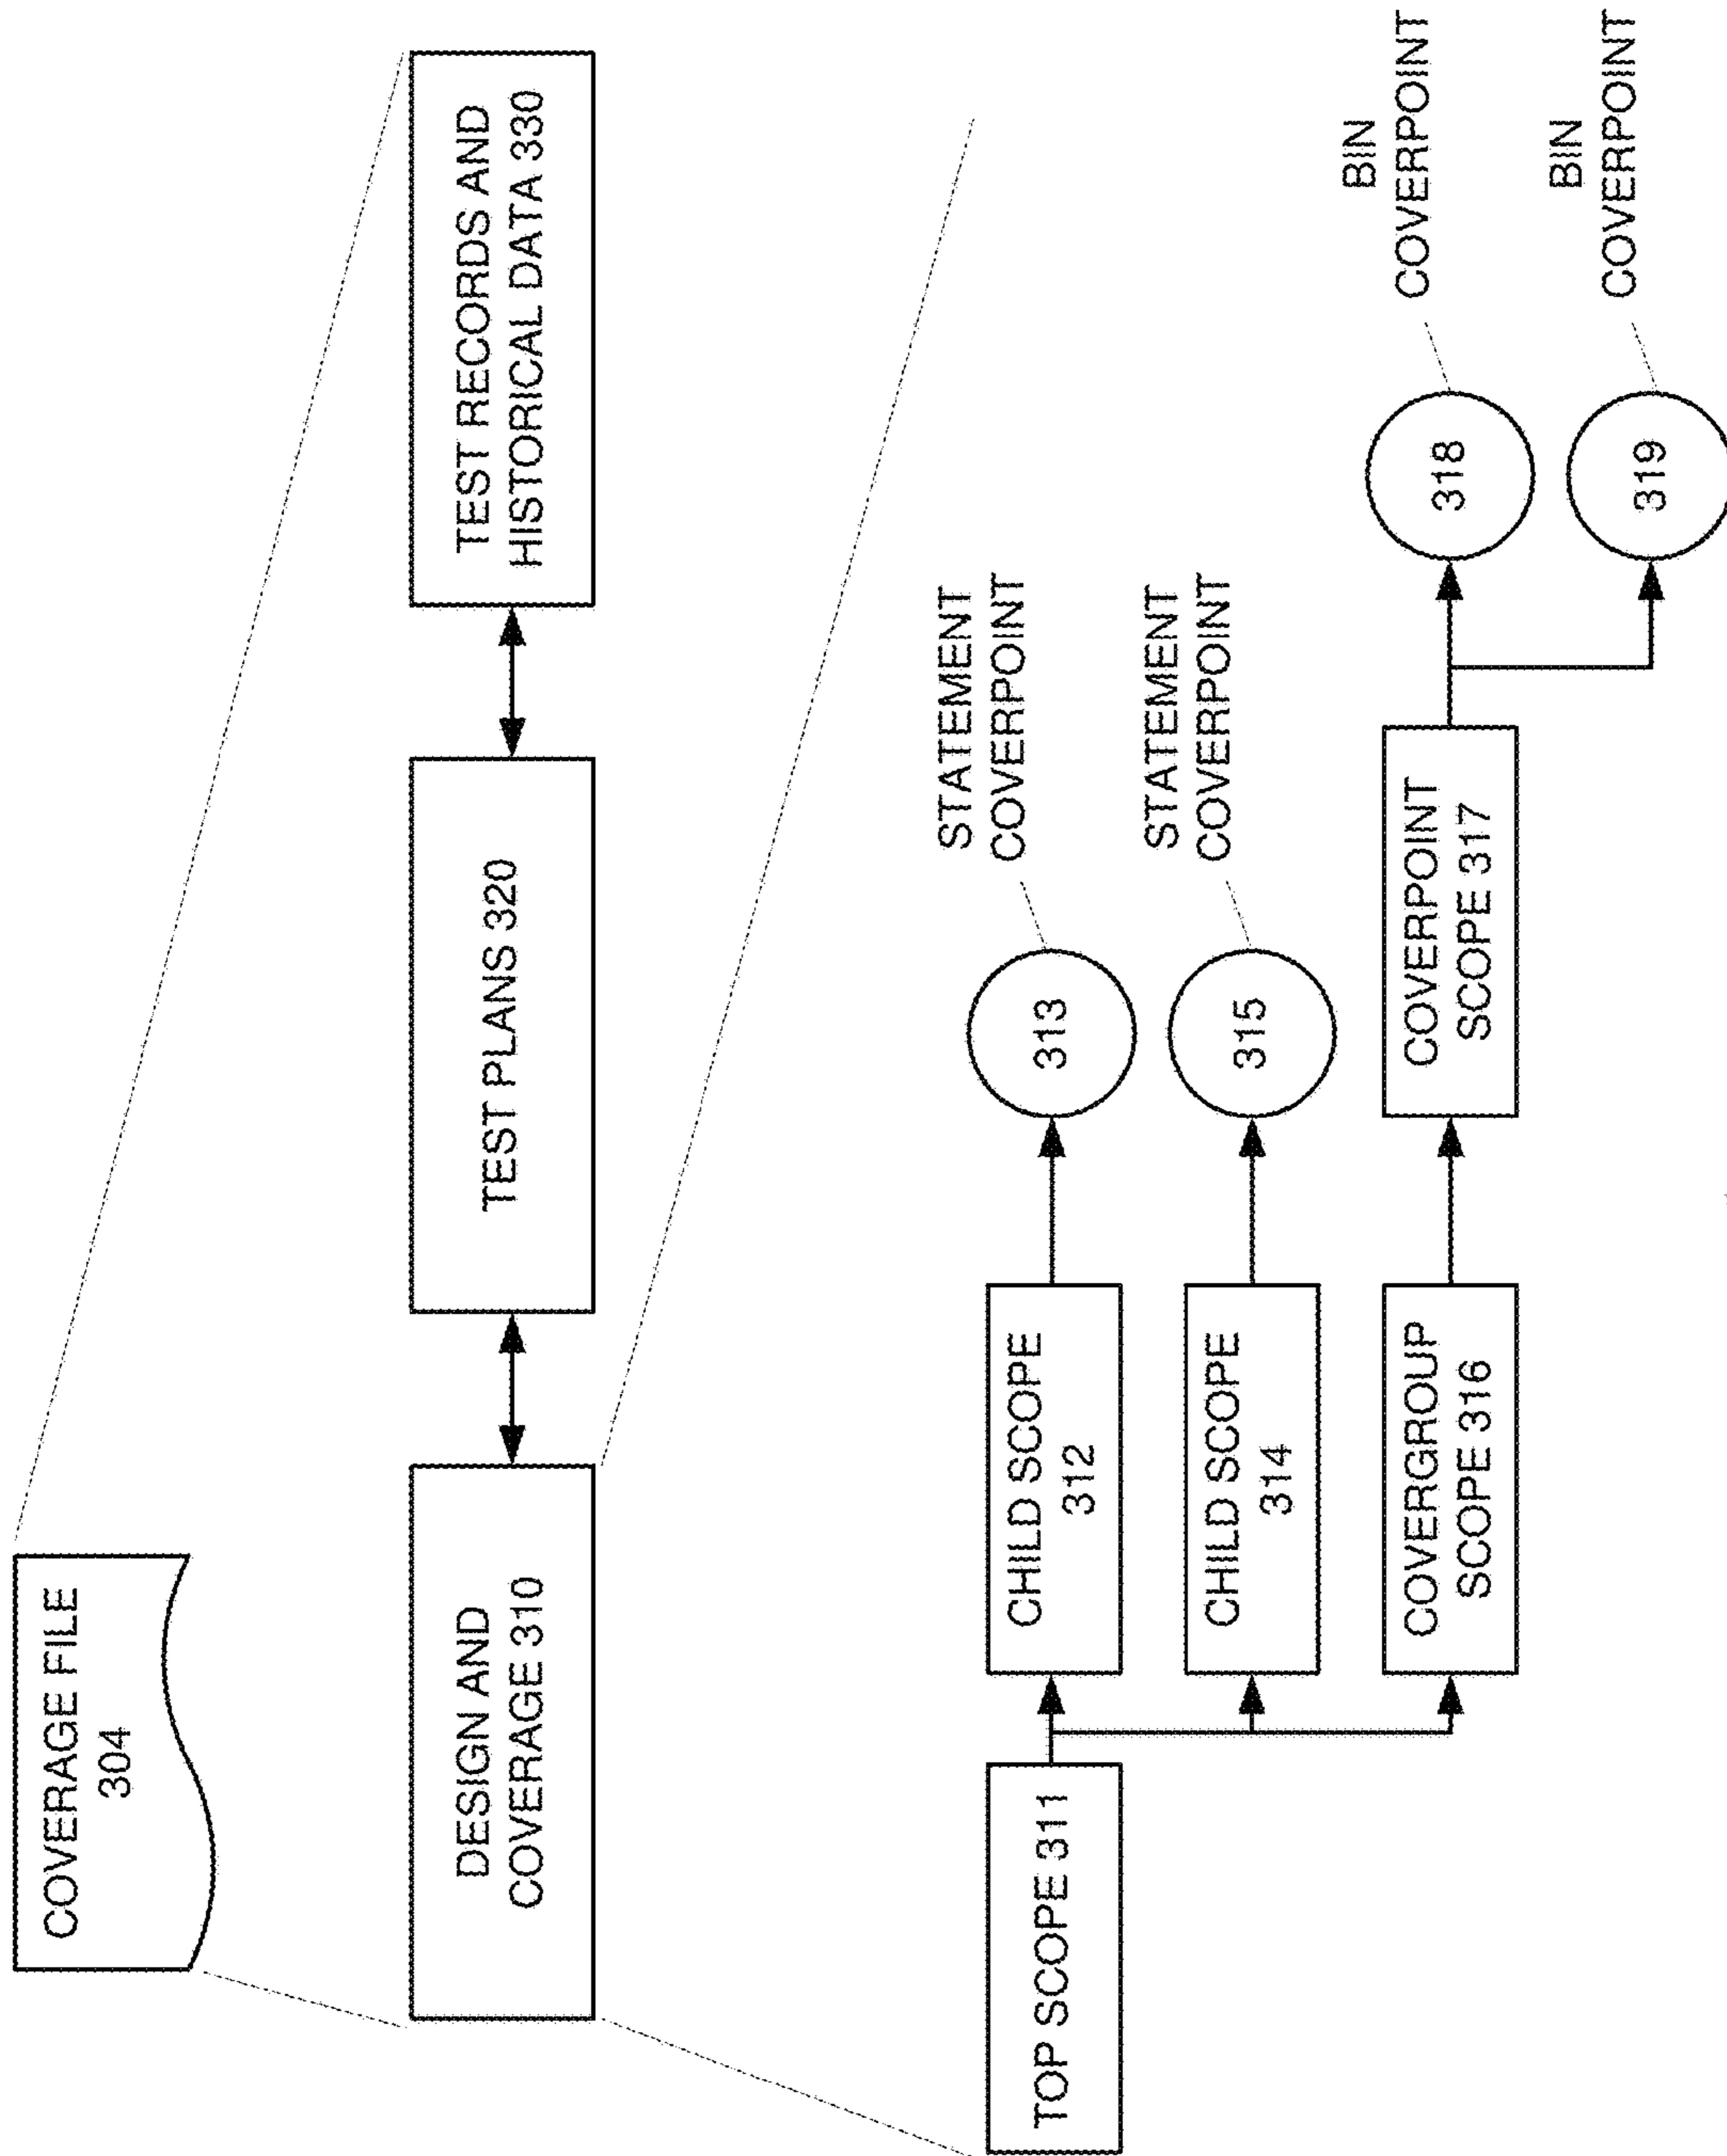 COVERAGE FILE
304
DESIGN AND
COVERAGE 310
TEST PLANS 320
TEST RECORDS AND
HISTORICAL DATA 330
TOP SCOPE 311
CHILD SCOPE
312
313
STATEMENT
COVERPOINT
CHILD SCOPE
314
315
STATEMENT
COVERPOINT
COVERGROUP
SCOPE 316
COVERPOINT
SCOPE 317
318
BIN
COVERPOINT
319
BIN
COVERPOINT